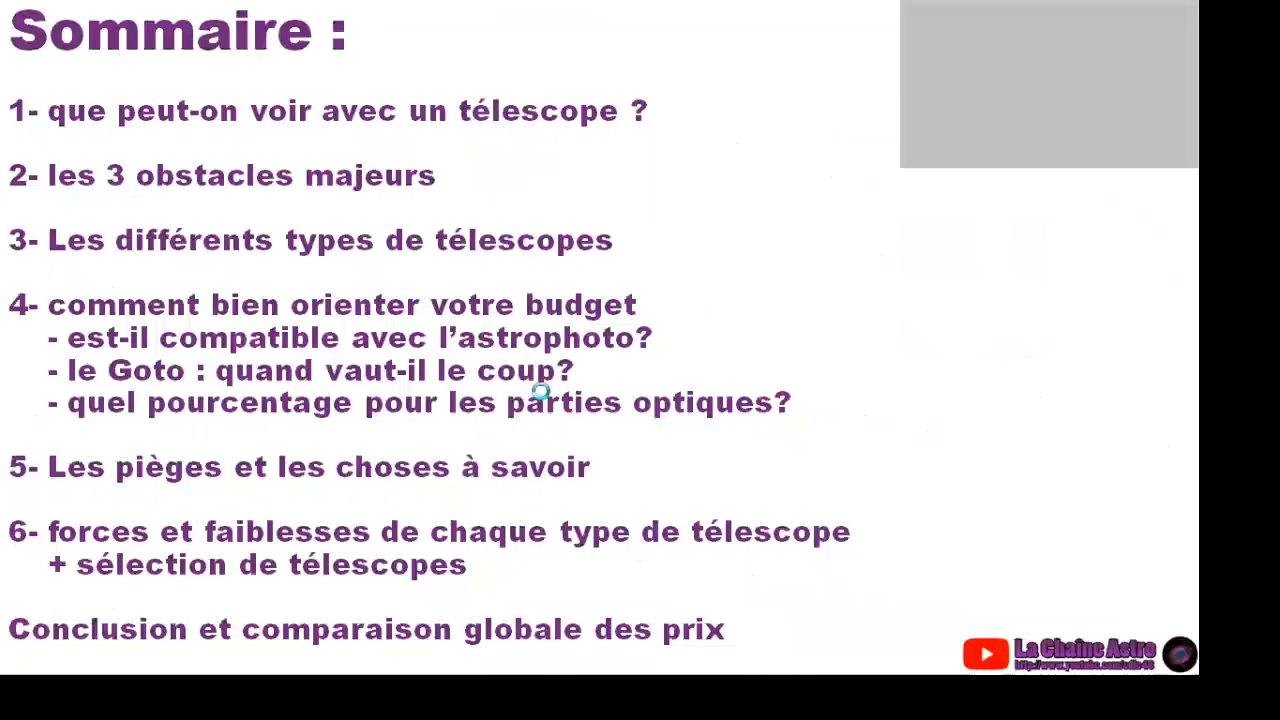 Sommaire :
1- que peut-on voir avec un télescope ?
2- les 3 obstacles majeurs
3- Les différents types de télescopes
4- comment bien orienter votre budget
- est-il compatible avec l’astrophoto?
- le Goto : quand vaut-il le coup?
- quel pourcentage pour les parties optiques?
5- Les pièges et les choses à savoir
6- forces et faiblesses de chaque type de télescope
+ sélection de télescopes
Conclusion et comparaison globale des prix
La Chaine Astro